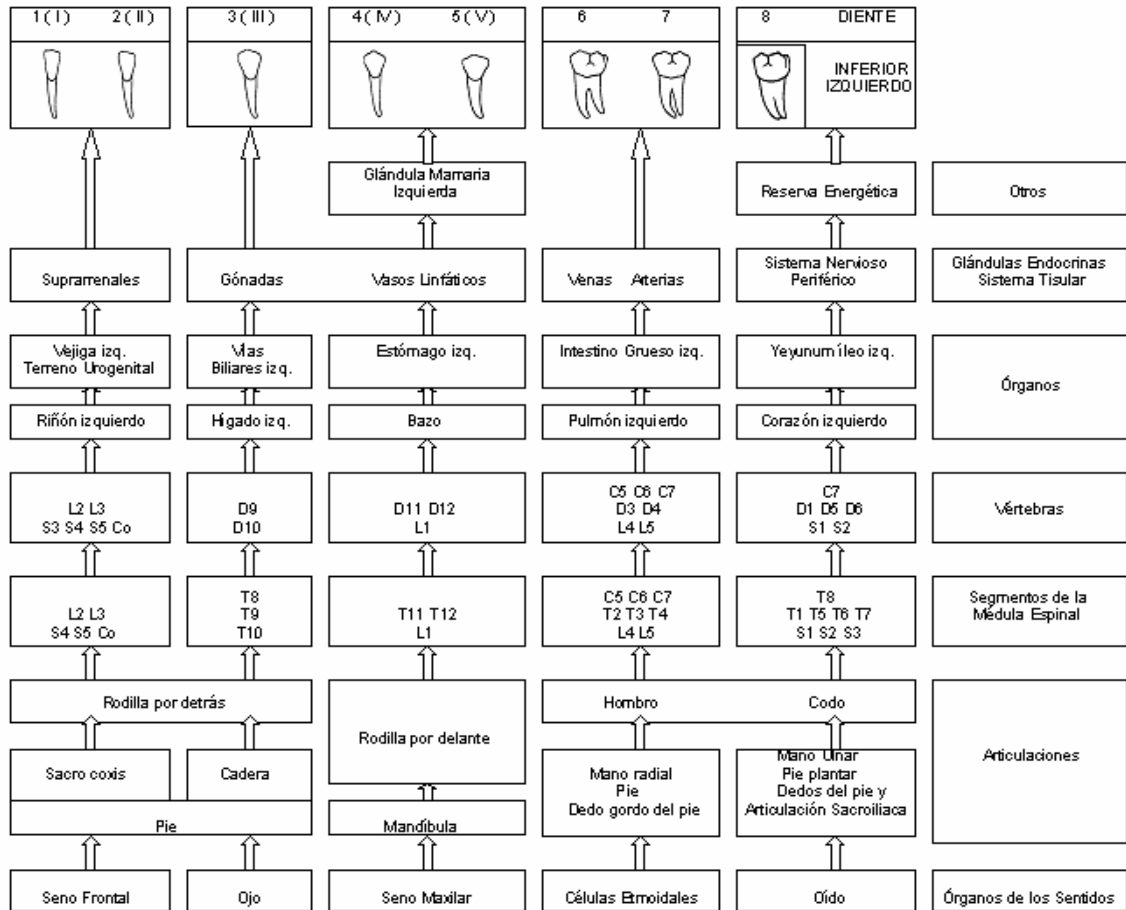 1 ( I ) 2 ( II ) 3 ( III ) 4 ( IV ) 5 ( V ) 6 7 8 DIENTE
INFERIOR
IZQUIERDO
Glándula Mamaria
Izquierda
Reserva Energética
Otros
Suprarrenales
Gónadas
Vasos Linfáticos
Venas Arterias
Sistema Nervioso
Periférico
Glándulas Endocrinas
Sistema Tisular
Vejiga izq.
Terreno Urogenital
Vías
Biliares izq.
Estómago izq.
Intestino Grueso izq.
Yeyunum íleo izq.
Órganos
Riñón izquierdo
Hígado izq.
Bazo
Pulmón izquierdo
Corazón izquierdo
L2 L3
S3 S4 S5 Co
D9
D10
D11 D12
L1
C5 C6 C7
D3 D4
L4 L5
C7
D1 D5 D6
S1 S2
Vértebras
L2 L3
S4 S5 Co
T8
T9
T10
T11 T12
L1
C5 C6 C7
T2 T3 T4
L4 L5
T8
T1 T5 T6 T7
S1 S2 S3
Segmentos de la
Médula Espinal
Rodilla por detrás
Rodilla por delante
Hombro
Codo
Articulaciones
Sacro coxis
Cadera
Mano radial
Pie
Dedo gordo del pie
Mano Ulnar
Pie plantar
Dedos del pie y
Articulación Sacroiliaca
Pie
Mandíbula
Seno Frontal
Ojo
Seno Maxilar
Células Etmoidales
Oído
Órganos de los Sentidos